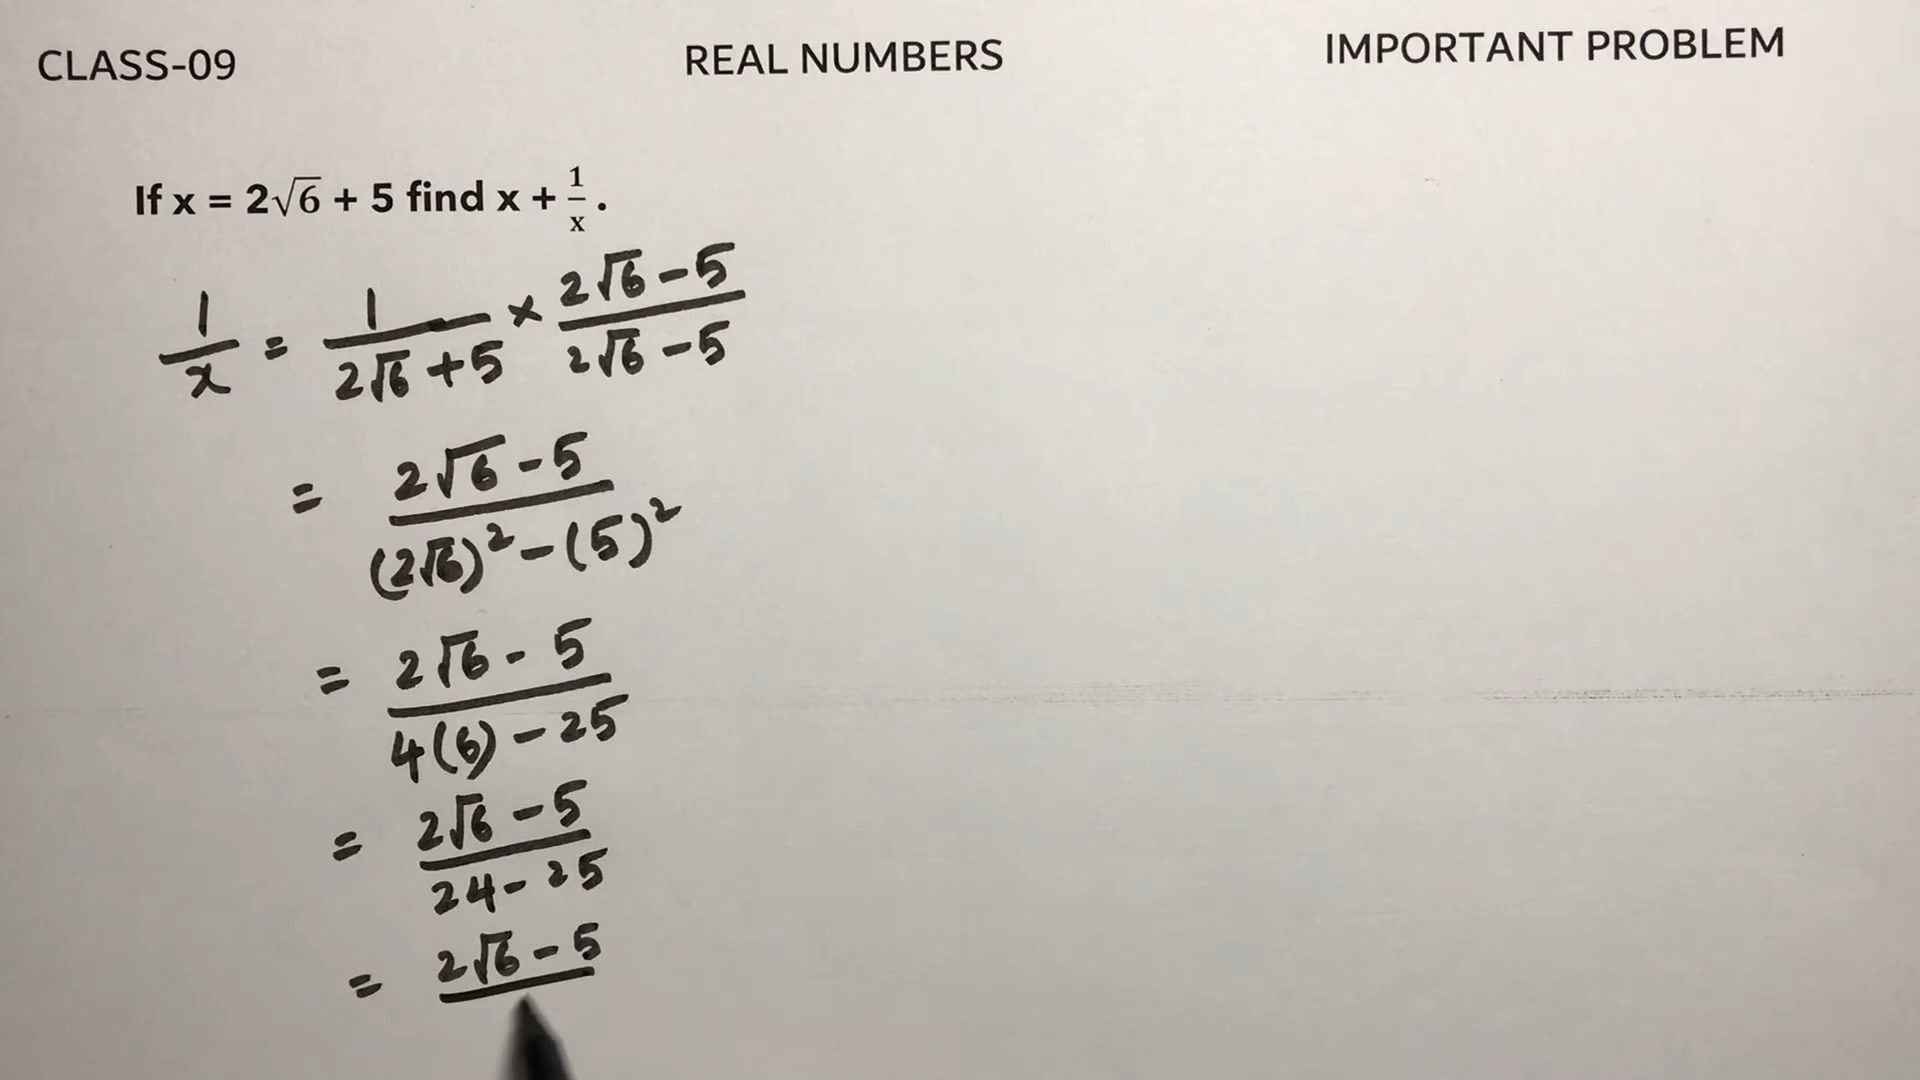 CLASS-09 REAL NUMBERS IMPORTANT PROBLEM
If x = 2√6 + 5 find x + 1/x .
1/x = 1/(2√6 + 5) × (2√6 - 5)/(2√6 - 5)
= (2√6 - 5)/((2√6)² - (5)²)
= (2√6 - 5)/(4(6) - 25)
= (2√6 - 5)/(24 - 25)
= 2√6 - 5